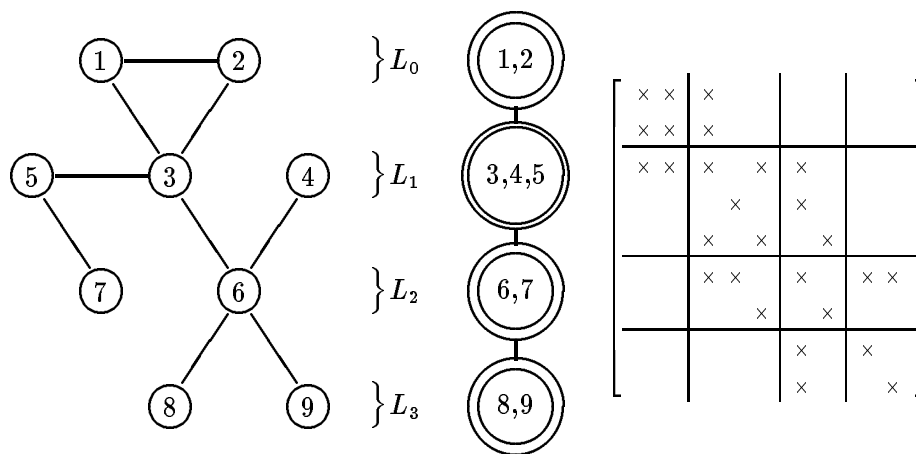 1 2 } L₀ 1,2
5 3 4 } L₁ 3,4,5
7 6 } L₂ 6,7
8 9 } L₃ 8,9
× × ×
× × ×
× × × × ×
× ×
× × ×
× × × × ×
× ×
× ×
× ×